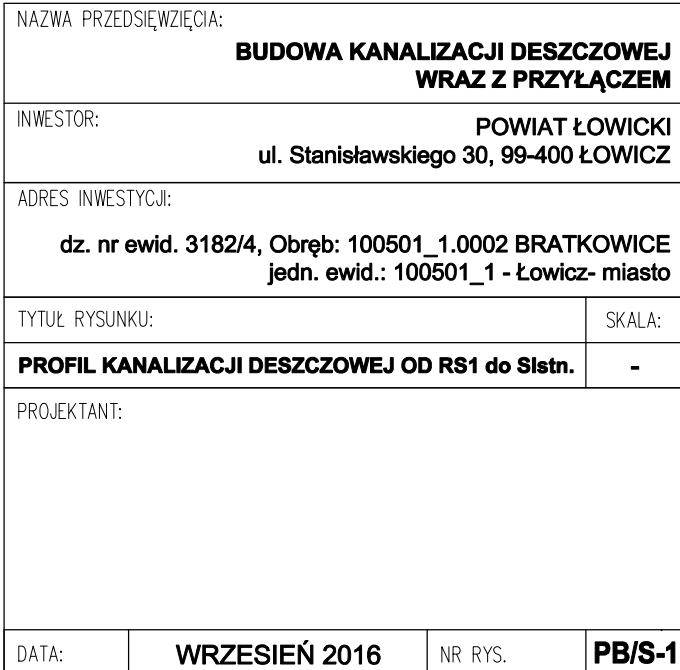 NAZWA PRZEDSIĘWZIĘCIA:
BUDOWA KANALIZACJI DESZCZOWEJ
WRAZ Z PRZYŁĄCZEM
INWESTOR:
POWIAT ŁOWICKI
ul. Stanisławskiego 30, 99-400 ŁOWICZ
ADRES INWESTYCJI:
dz. nr ewid. 3182/4, Obręb: 100501_1.0002 BRATKOWICE
jedn. ewid.: 100501_1 - Łowicz- miasto
TYTUŁ RYSUNKU: SKALA:
PROFIL KANALIZACJI DESZCZOWEJ OD RS1 do SIstn. -
PROJEKTANT:
DATA: WRZESIEŃ 2016 NR RYS. PB/S-1